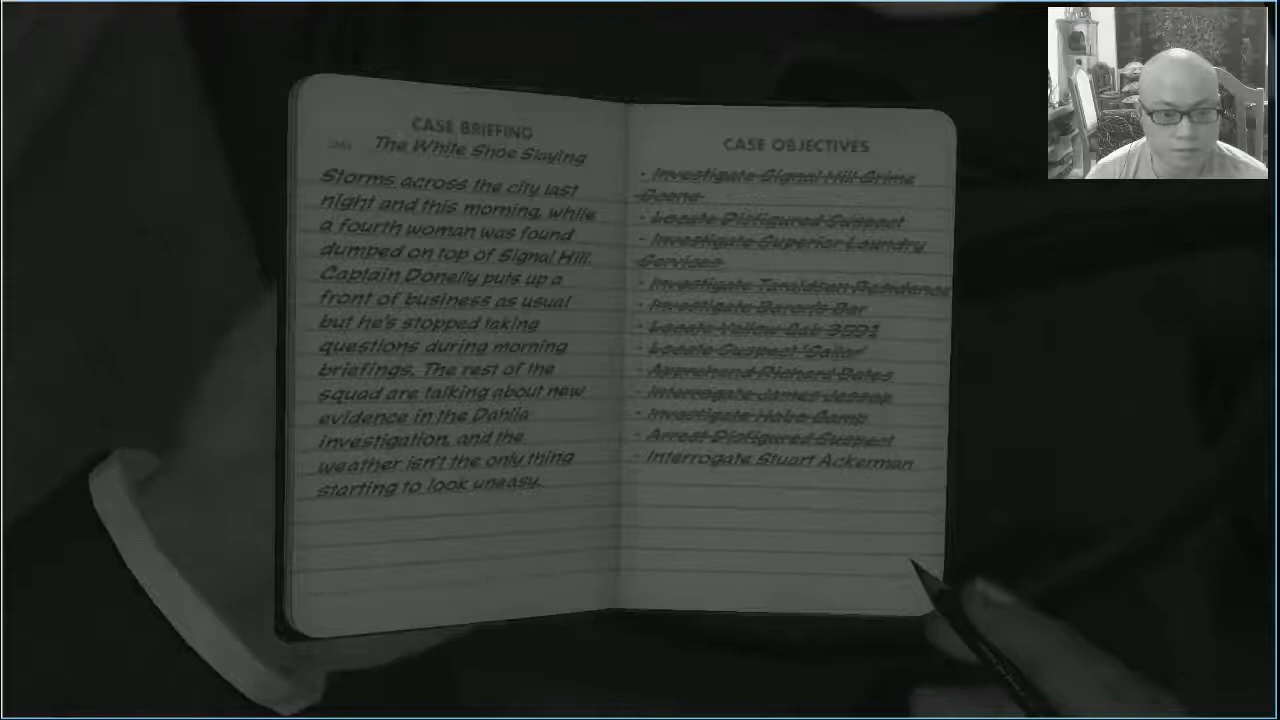 CASE BRIEFING
The White Shoe Slaying
Storms across the city last
night and this morning, while
a fourth woman was found
dumped on top of Signal Hill.
Captain Donelly puts up a
front of business as usual
but he's stopped taking
questions during morning
briefings. The rest of the
squad are talking about new
evidence in the Dahlia
investigation, and the
weather isn't the only thing
starting to look uneasy.
CASE OBJECTIVES
- Investigate Signal Hill Crime
Scene
- Locate Disfigured Suspect
- Investigate Superior Laundry
Services
- Investigate Taraldsen Residence
- Investigate Baron's Bar
- Locate Yellow Cab 3591
- Locate Suspect 'Sailor'
- Apprehend Richard Bates
- Interrogate James Jessop
- Investigate Hobo Camp
- Arrest Disfigured Suspect
- Interrogate Stuart Ackerman